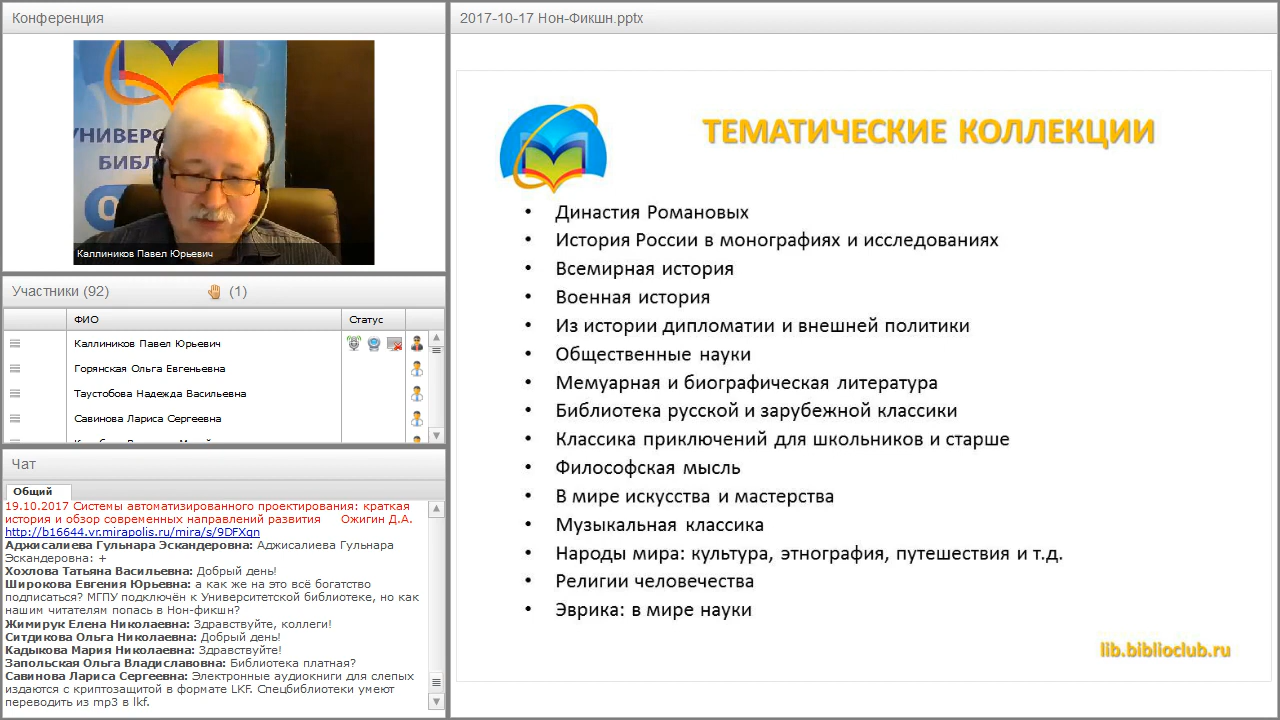 Конференция
УНИВЕРС
БИБЛ
Каллиников Павел Юрьевич
Участники (92)
(1)
ФИО
Статус
Каллиников Павел Юрьевич
Горянская Ольга Евгеньевна
Таустобова Надежда Васильевна
Савинова Лариса Сергеевна
Чат
Общий
19.10.2017 Системы автоматизированного проектирования: краткая
история и обзор современных направлений развития Ожигин Д.А.
http://b16644.vr.mirapolis.ru/mira/s/9DFXqn
Аджисалиева Гульнара Эскандеровна: Аджисалиева Гульнара
Эскандеровна: +
Хохлова Татьяна Васильевна: Добрый день!
Широкова Евгения Юрьевна: а как же на это всё богатство
подписаться? МГПУ подключён к Университетской библиотеке, но как
нашим читателям попась в Нон-фикшн?
Жимирук Елена Николаевна: Здравствуйте, коллеги!
Ситдикова Ольга Николаевна: Добрый день!
Кадыкова Мария Николаевна: Здравствуйте!
Запольская Ольга Владиславовна: Библиотека платная?
Савинова Лариса Сергеевна: Электронные аудиокниги для слепых
издаются с криптозащитой в формате LKF. Спецбиблиотеки умеют
переводить из mp3 в lkf.
2017-10-17 Нон-Фикшн.pptx
ТЕМАТИЧЕСКИЕ КОЛЛЕКЦИИ
• Династия Романовых
• История России в монографиях и исследованиях
• Всемирная история
• Военная история
• Из истории дипломатии и внешней политики
• Общественные науки
• Мемуарная и биографическая литература
• Библиотека русской и зарубежной классики
• Классика приключений для школьников и старше
• Философская мысль
• В мире искусства и мастерства
• Музыкальная классика
• Народы мира: культура, этнография, путешествия и т.д.
• Религии человечества
• Эврика: в мире науки
lib.biblioclub.ru